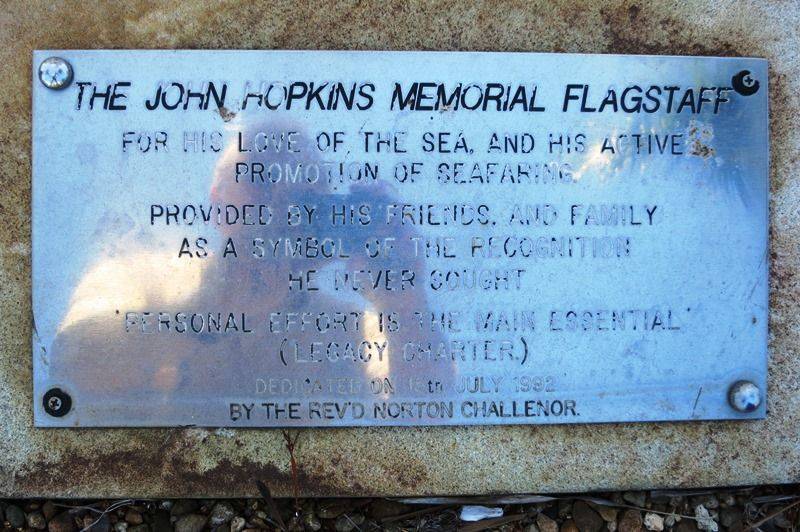 THE JOHN HOPKINS MEMORIAL FLAGSTAFF
FOR HIS LOVE OF THE SEA, AND HIS ACTIVE
PROMOTION OF SEAFARING.
PROVIDED BY HIS FRIENDS, AND FAMILY
AS A SYMBOL OF THE RECOGNITION
HE NEVER SOUGHT
'PERSONAL EFFORT IS THE MAIN ESSENTIAL'
(LEGACY CHARTER.)
DEDICATED ON JULY 1992
BY THE REV'D NORTON CHALLENOR.